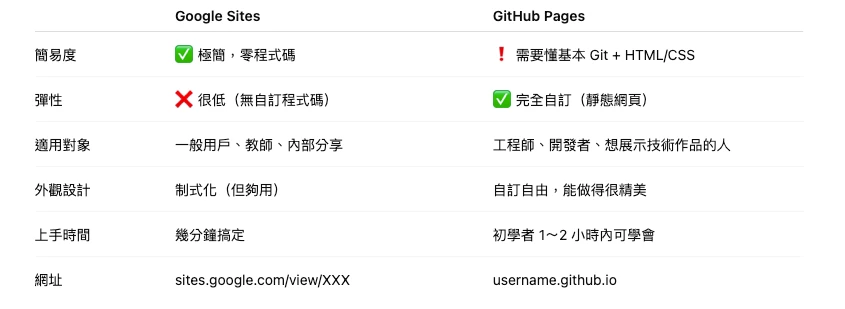 Google Sites GitHub Pages
簡易度 ✅ 極簡，零程式碼 ❗ 需要懂基本 Git + HTML/CSS
彈性 ❌ 很低（無自訂程式碼） ✅ 完全自訂（靜態網頁）
適用對象 一般用戶、教師、內部分享 工程師、開發者、想展示技術作品的人
外觀設計 制式化（但夠用） 自訂自由，能做得很精美
上手時間 幾分鐘搞定 初學者 1～2 小時內可學會
網址 sites.google.com/view/XXX username.github.io